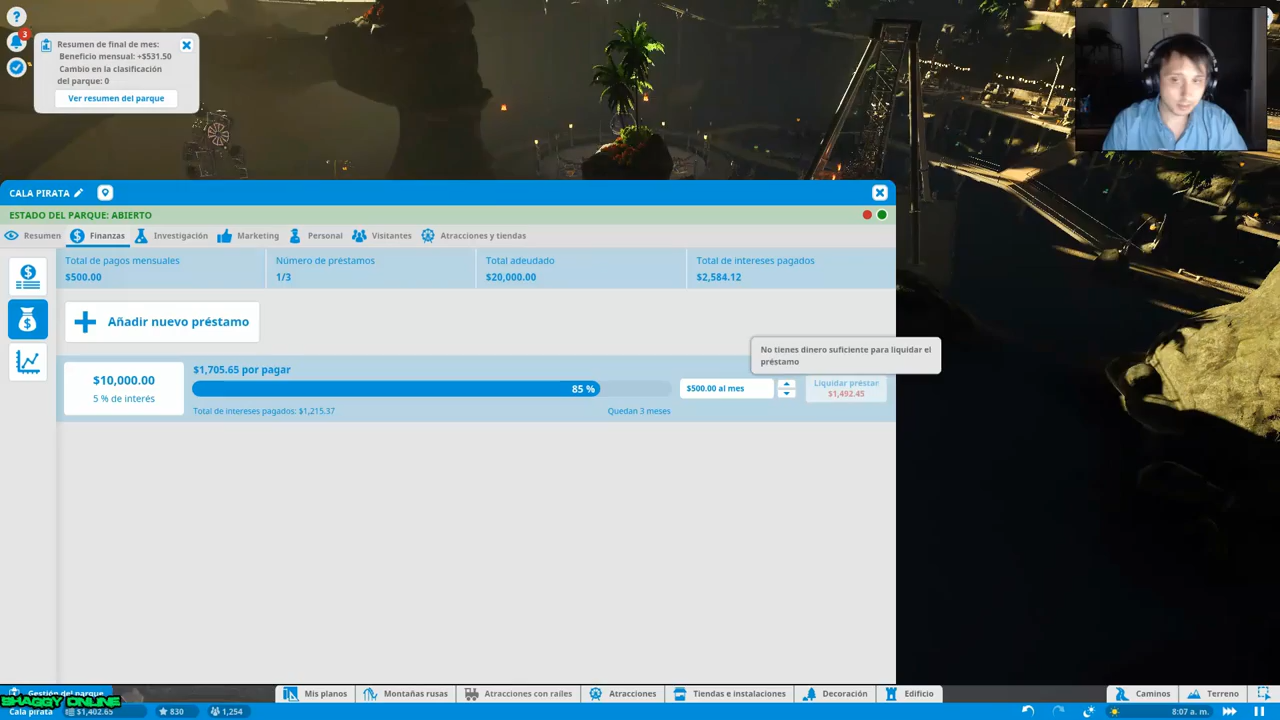 ?
3
Resumen de final de mes:
Beneficio mensual: +$531.50
Cambio en la clasificación
del parque: 0
Ver resumen del parque
CALA PIRATA
ESTADO DEL PARQUE: ABIERTO
Resumen
Finanzas
Investigación
Marketing
Personal
Visitantes
Atracciones y tiendas
Total de pagos mensuales
$500.00
Número de préstamos
1/3
Total adeudado
$20,000.00
Total de intereses pagados
$2,584.12
Añadir nuevo préstamo
No tienes dinero suficiente para liquidar el
préstamo
$10,000.00
5 % de interés
$1,705.65 por pagar
85 %
Total de intereses pagados: $1,215.37
Quedan 3 meses
$500.00 al mes
Liquidar préstar
$1,492.45
Gestión del parque
SHAGGY ONLINE
Mis planos
Montañas rusas
Atracciones con raíles
Atracciones
Tiendas e instalaciones
Decoración
Edificio
Caminos
Terreno
Cala pirata
$1,402.65
830
1,254
8:07 a. m.